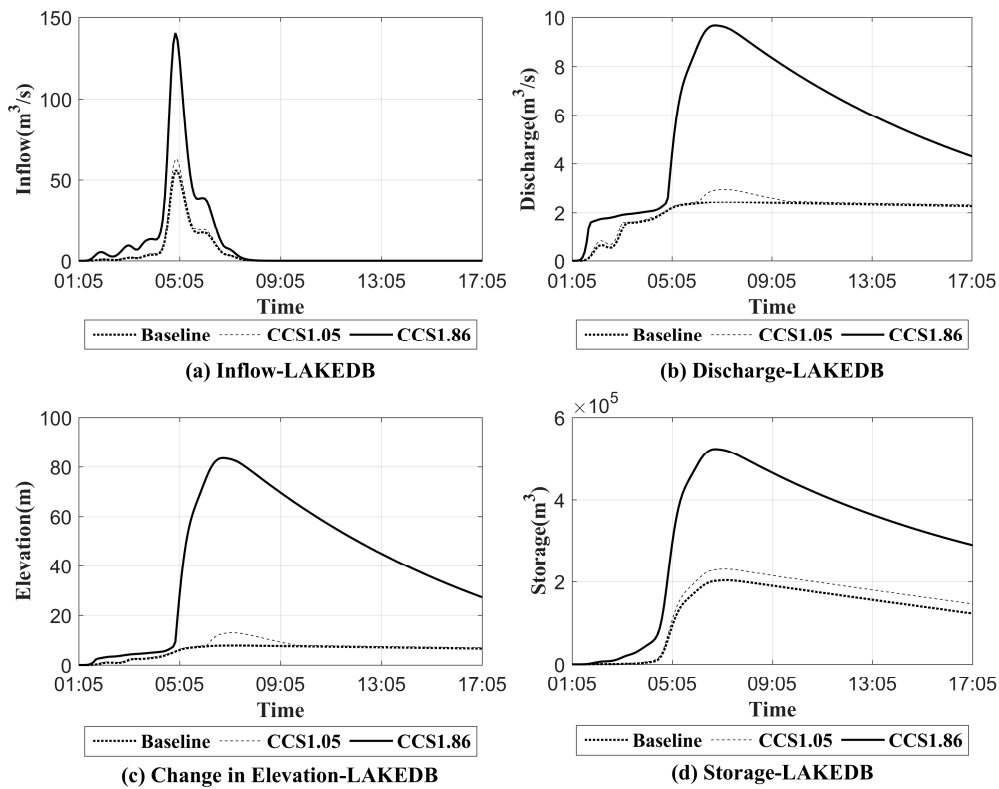 150
100
50
0
Inflow(m³/s)
01:05 05:05 09:05 13:05 17:05
Time
Baseline CCS1.05 CCS1.86
(a) Inflow-LAKEDB
10
8
6
4
2
0
Discharge(m³/s)
01:05 05:05 09:05 13:05 17:05
Time
Baseline CCS1.05 CCS1.86
(b) Discharge-LAKEDB
100
80
60
40
20
0
Elevation(m)
01:05 05:05 09:05 13:05 17:05
Time
Baseline CCS1.05 CCS1.86
(c) Change in Elevation-LAKEDB
×10⁵
6
4
2
0
Storage(m³)
01:05 05:05 09:05 13:05 17:05
Time
Baseline CCS1.05 CCS1.86
(d) Storage-LAKEDB